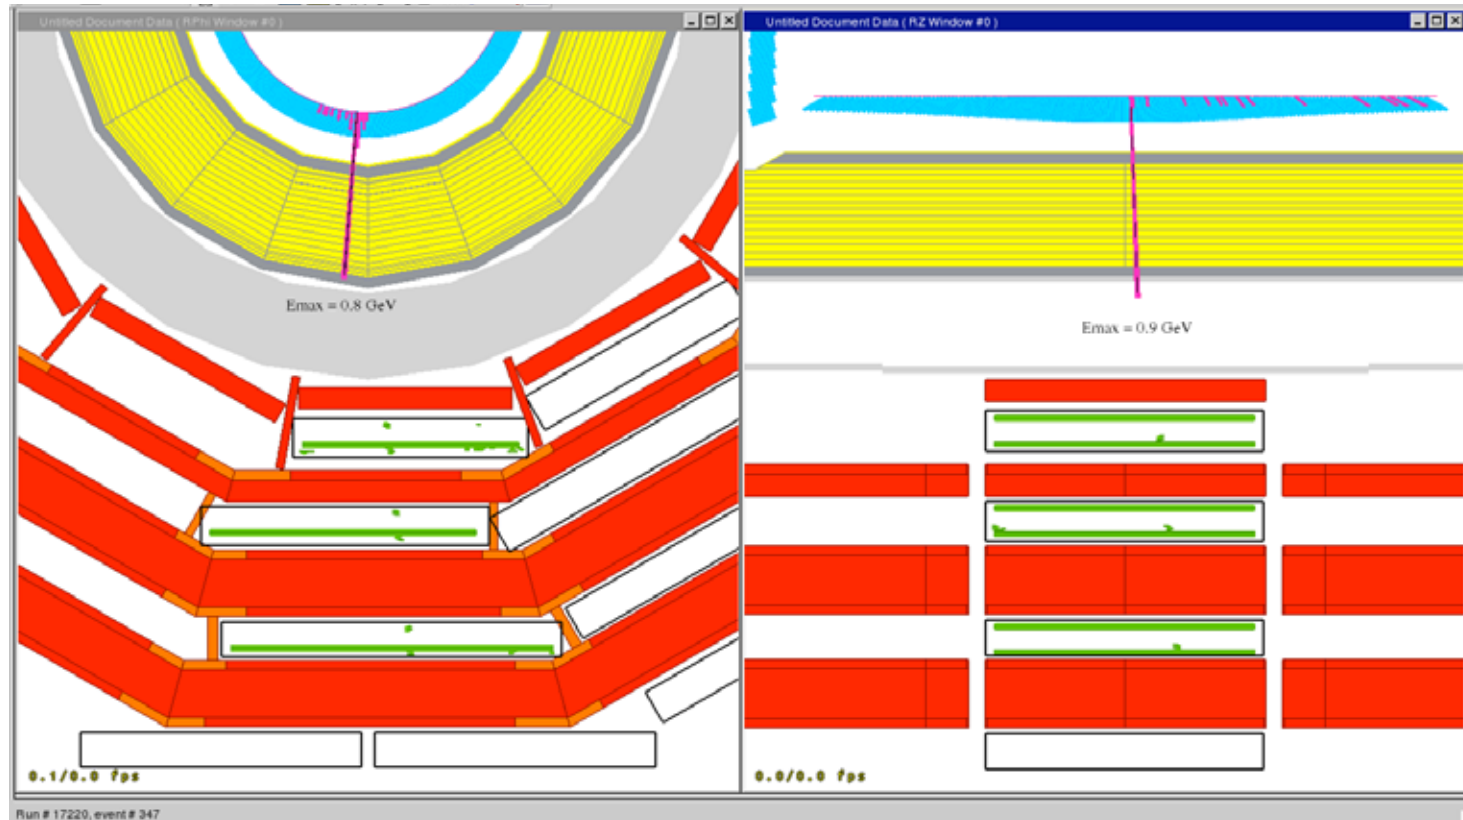 Untitled Document Data ( RPhi Window #0 )
Untitled Document Data ( RZ Window #0 )
Emax = 0.8 GeV
Emax = 0.9 GeV
0.1/0.0 fps
0.0/0.0 fps
Run # 17220, event # 347